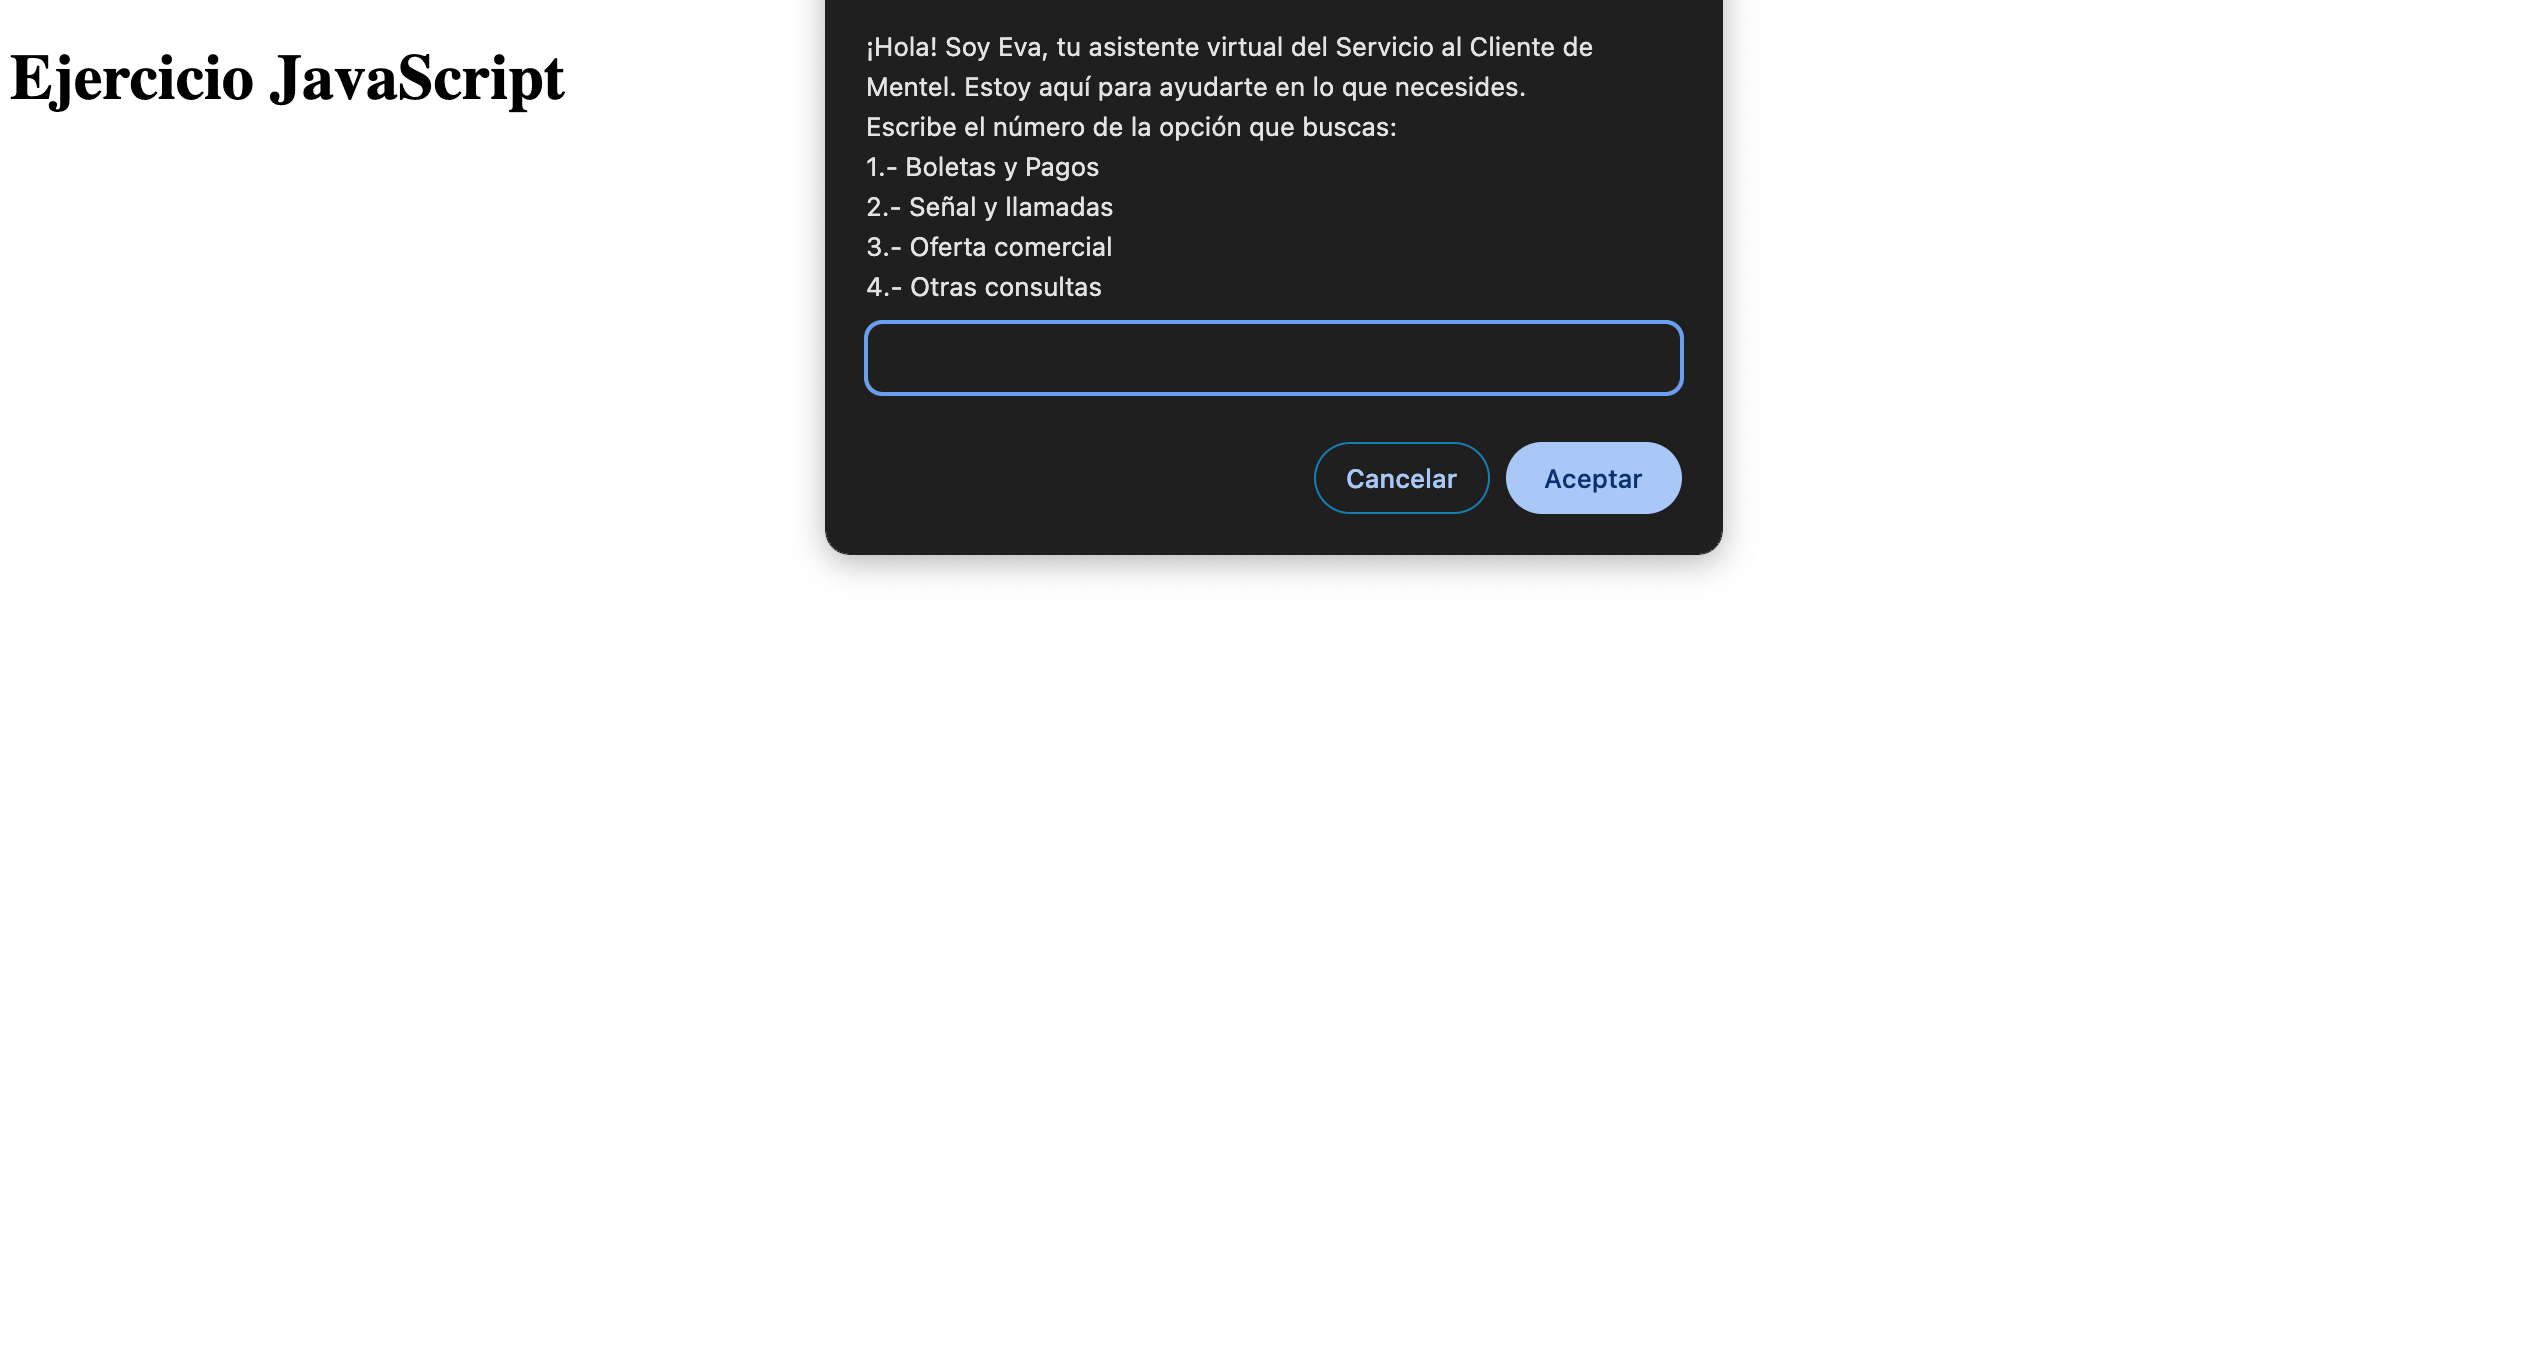 Ejercicio JavaScript
¡Hola! Soy Eva, tu asistente virtual del Servicio al Cliente de
Mentel. Estoy aquí para ayudarte en lo que necesides.
Escribe el número de la opción que buscas:
1.- Boletas y Pagos
2.- Señal y llamadas
3.- Oferta comercial
4.- Otras consultas
Cancelar
Aceptar